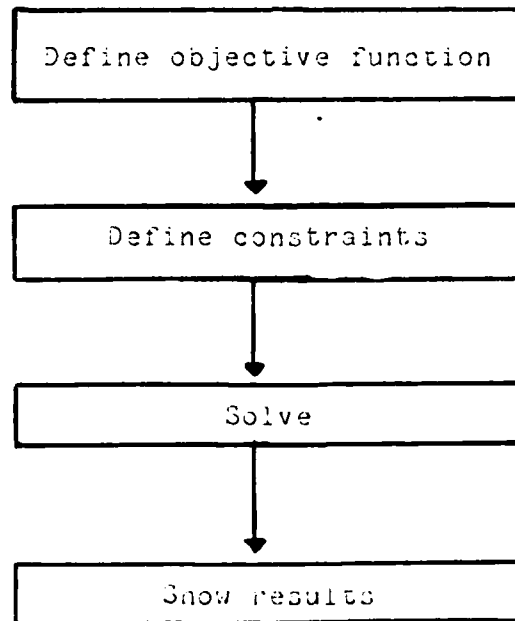 Define objective function
Define constraints
Solve
Show results